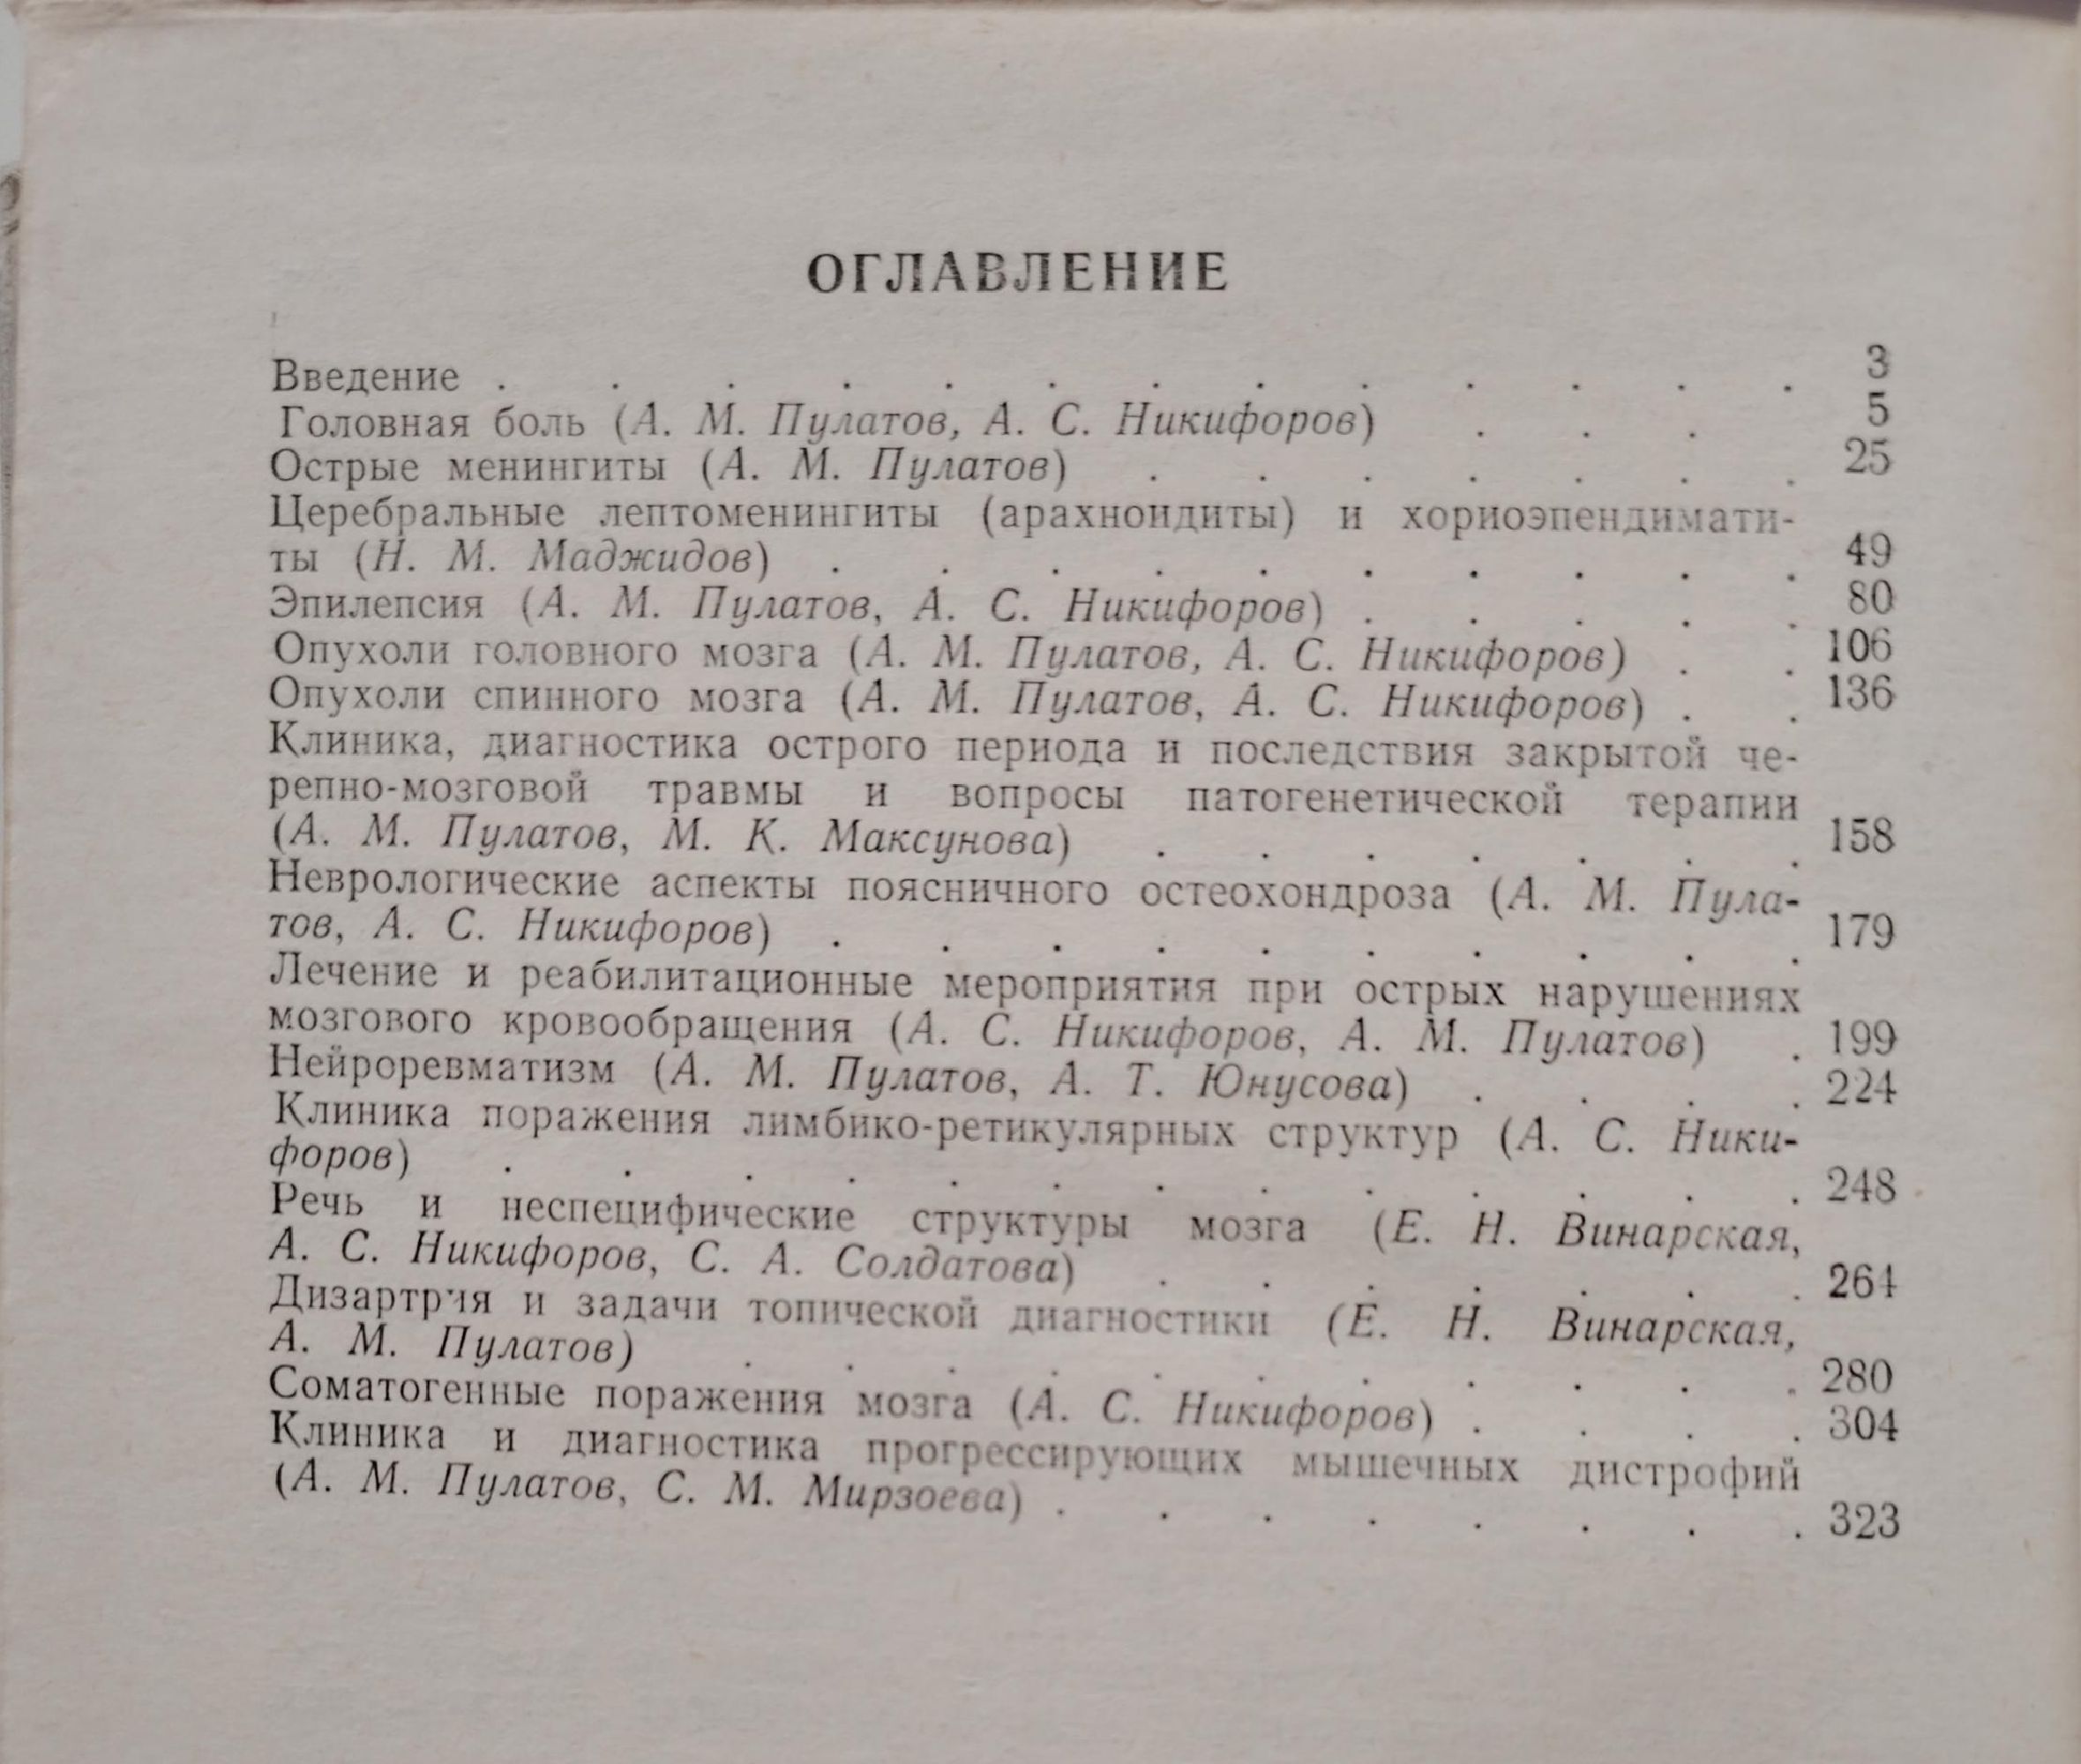 ОГЛАВЛЕНИЕ
Введение . . . . . . . . . . . . . 3
Головная боль (А. М. Пулатов, А. С. Никифоров) . . . 5
Острые менингиты (А. М. Пулатов) . . . . . . . 25
Церебральные лептоменингиты (арахноидиты) и хориоэпендимати-
ты (Н. М. Маджидов) . . . . . . . . . . 49
Эпилепсия (А. М. Пулатов, А. С. Никифоров) . . . . . 80
Опухоли головного мозга (А. М. Пулатов, А. С. Никифоров) . . 106
Опухоли спинного мозга (А. М. Пулатов, А. С. Никифоров) . . 136
Клиника, диагностика острого периода и последствия закрытой че-
репно-мозговой травмы и вопросы патогенетической терапии
(А. М. Пулатов, М. К. Максунова) . . . . . . . 158
Неврологические аспекты поясничного остеохондроза (А. М. Пула-
тов, А. С. Никифоров) . . . . . . . . . . 179
Лечение и реабилитационные мероприятия при острых нарушениях
мозгового кровообращения (А. С. Никифоров, А. М. Пулатов) . 199
Нейроревматизм (А. М. Пулатов, А. Т. Юнусова) . . . . 224
Клиника поражения лимбико-ретикулярных структур (А. С. Ники-
форов) . . . . . . . . . . . . . 248
Речь и неспецифические структуры мозга (Е. Н. Винарская,
А. С. Никифоров, С. А. Солдатова) . . . . . . . 264
Дизартрия и задачи топической диагностики (Е. Н. Винарская,
А. М. Пулатов) . . . . . . . . . . . 280
Соматогенные поражения мозга (А. С. Никифоров) . . . . 304
Клиника и диагностика прогрессирующих мышечных дистрофий
(А. М. Пулатов, С. М. Мирзоева) . . . . . . . . 323